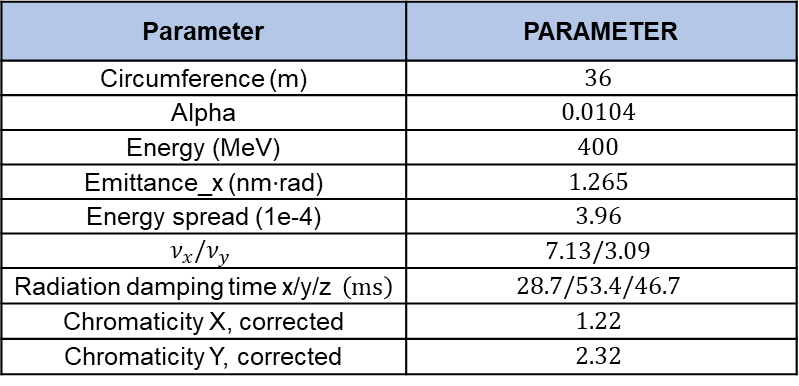 Parameter PARAMETER
Circumference (m) 36
Alpha 0.0104
Energy (MeV) 400
Emittance_x (nm·rad) 1.265
Energy spread (1e-4) 3.96
νx/νy 7.13/3.09
Radiation damping time x/y/z (ms) 28.7/53.4/46.7
Chromaticity X, corrected 1.22
Chromaticity Y, corrected 2.32